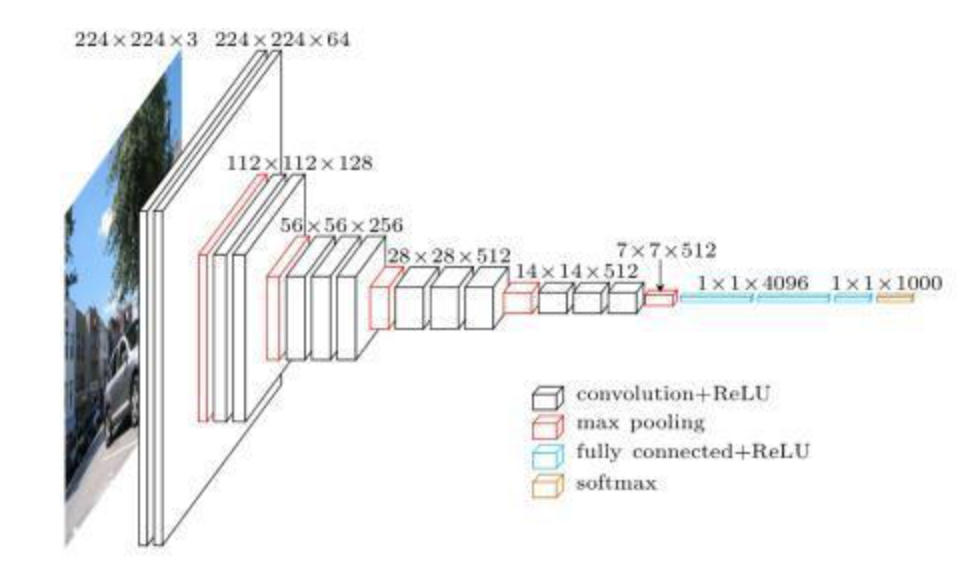 224×224×3
224×224×64
112×112×128
56×56×256
28×28×512
14×14×512
7×7×512
1×1×4096
1×1×1000
convolution+ReLU
max pooling
fully connected+ReLU
softmax